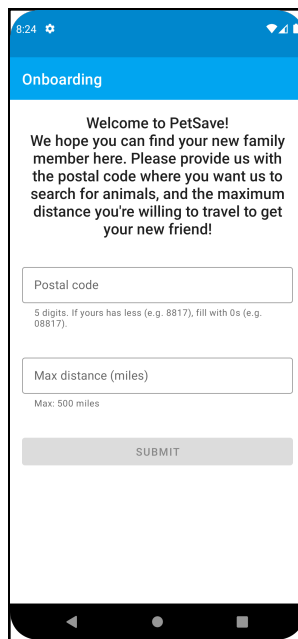 8:24
Onboarding
Welcome to PetSave!
We hope you can find your new family
member here. Please provide us with
the postal code where you want us to
search for animals, and the maximum
distance you're willing to travel to get
your new friend!
Postal code
5 digits. If yours has less (e.g. 8817), fill with 0s (e.g.
08817).
Max distance (miles)
Max: 500 miles
SUBMIT